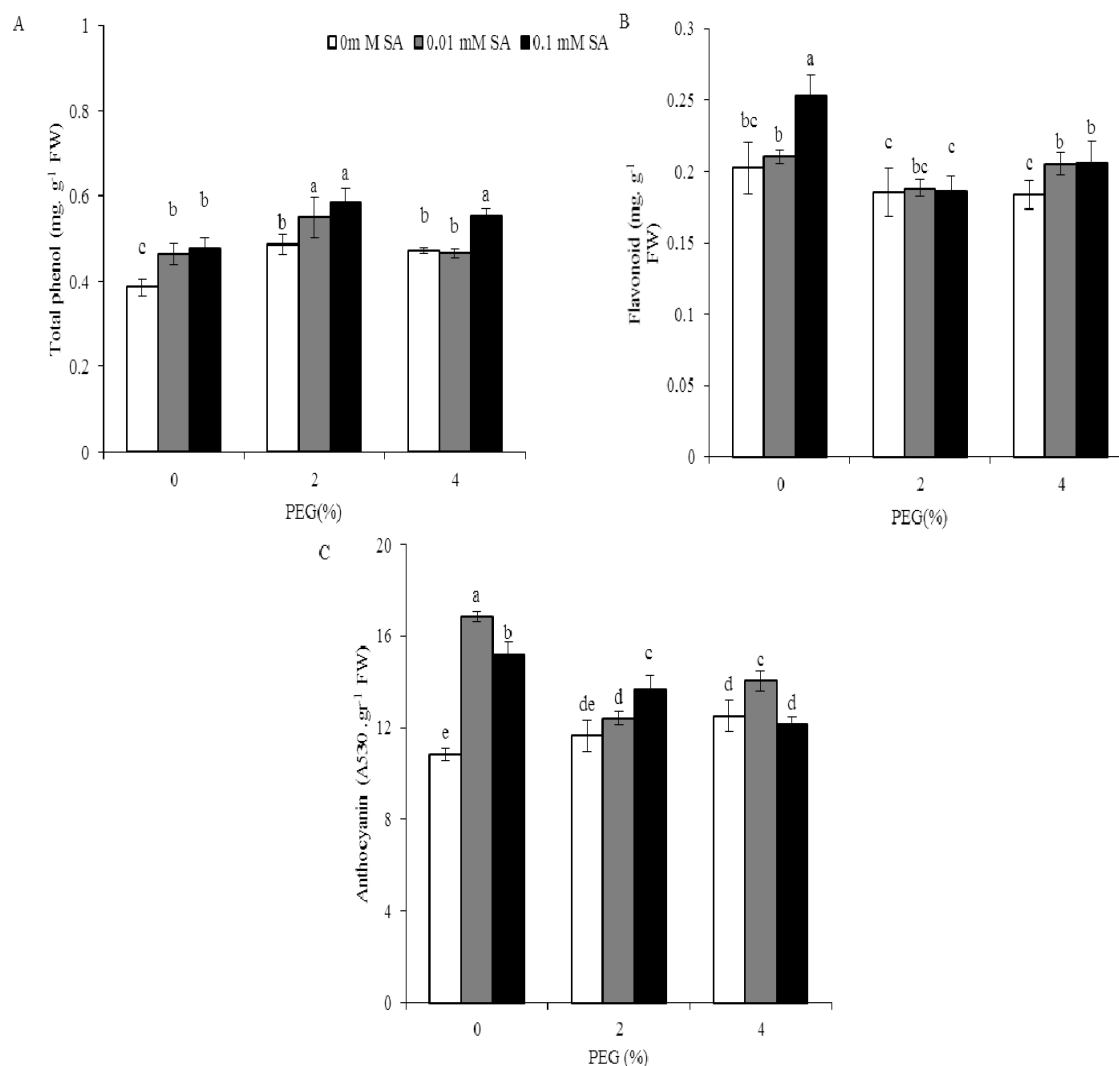 A
Total phenol (mg. g-1 FW)
1
0.8
0.6
0.4
0.2
0
0m M SA 0.01 mM SA 0.1 mM SA
c b b
b a a
b b a
0 2 4
PEG(%)
B
Flavonoid (mg. g-1
FW)
0.3
0.25
0.2
0.15
0.1
0.05
0
bc b a
c bc c
c b b
0 2 4
PEG(%)
C
Anthocyanin (A530 .gr-1 FW)
20
16
12
8
4
0
e a b
de d c
d c d
0 2 4
PEG (%)